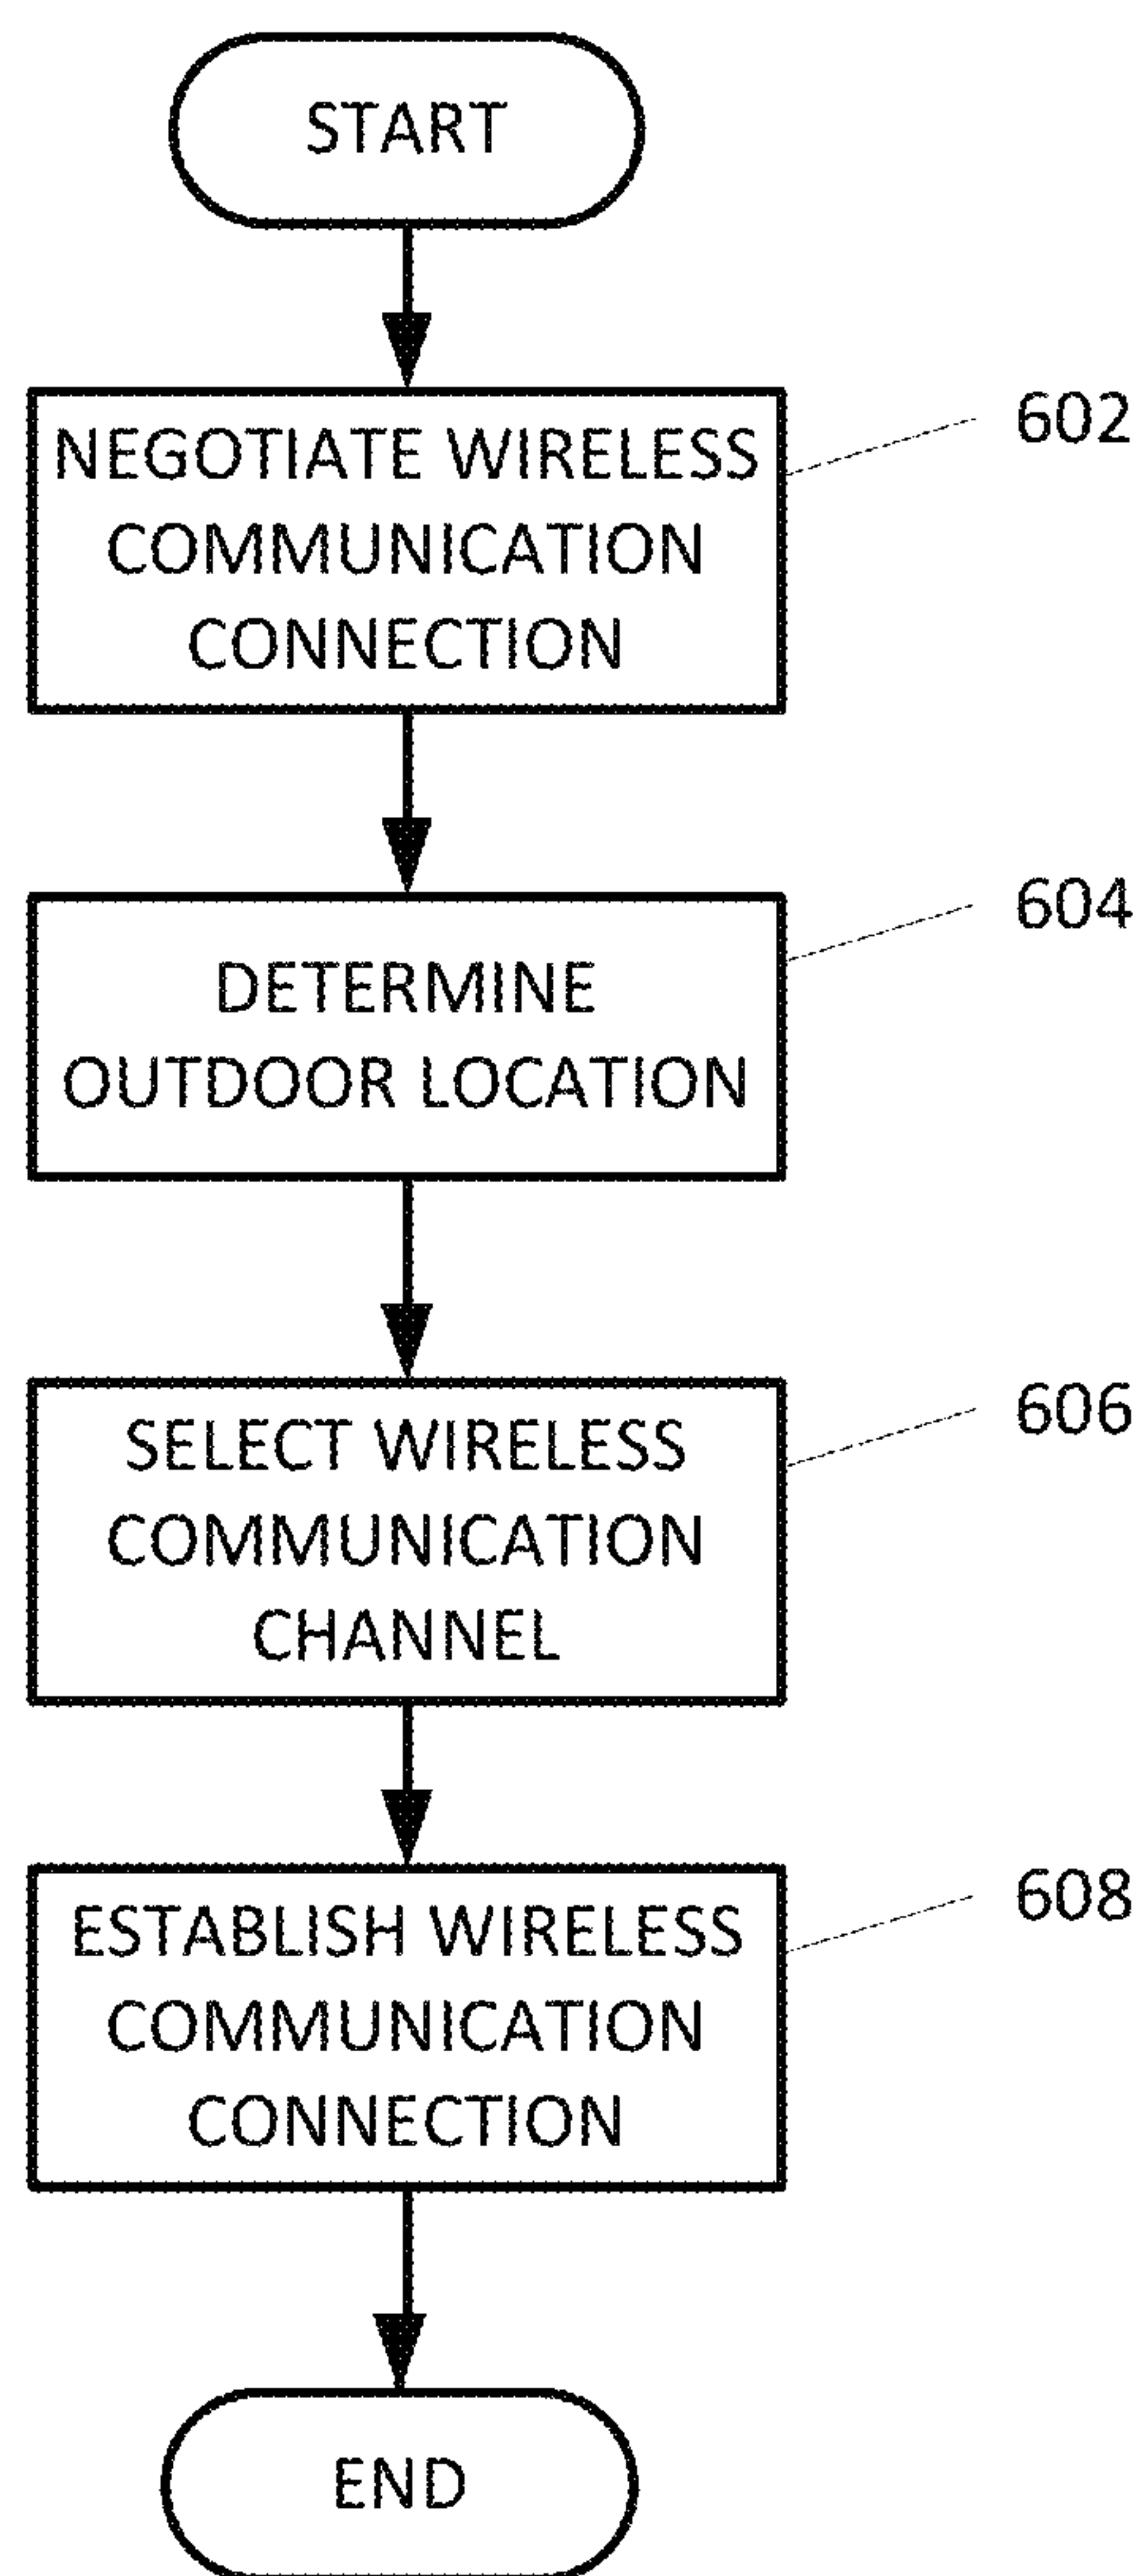 START
NEGOTIATE WIRELESS
COMMUNICATION
CONNECTION
602
DETERMINE
OUTDOOR LOCATION
604
SELECT WIRELESS
COMMUNICATION
CHANNEL
606
ESTABLISH WIRELESS
COMMUNICATION
CONNECTION
608
END